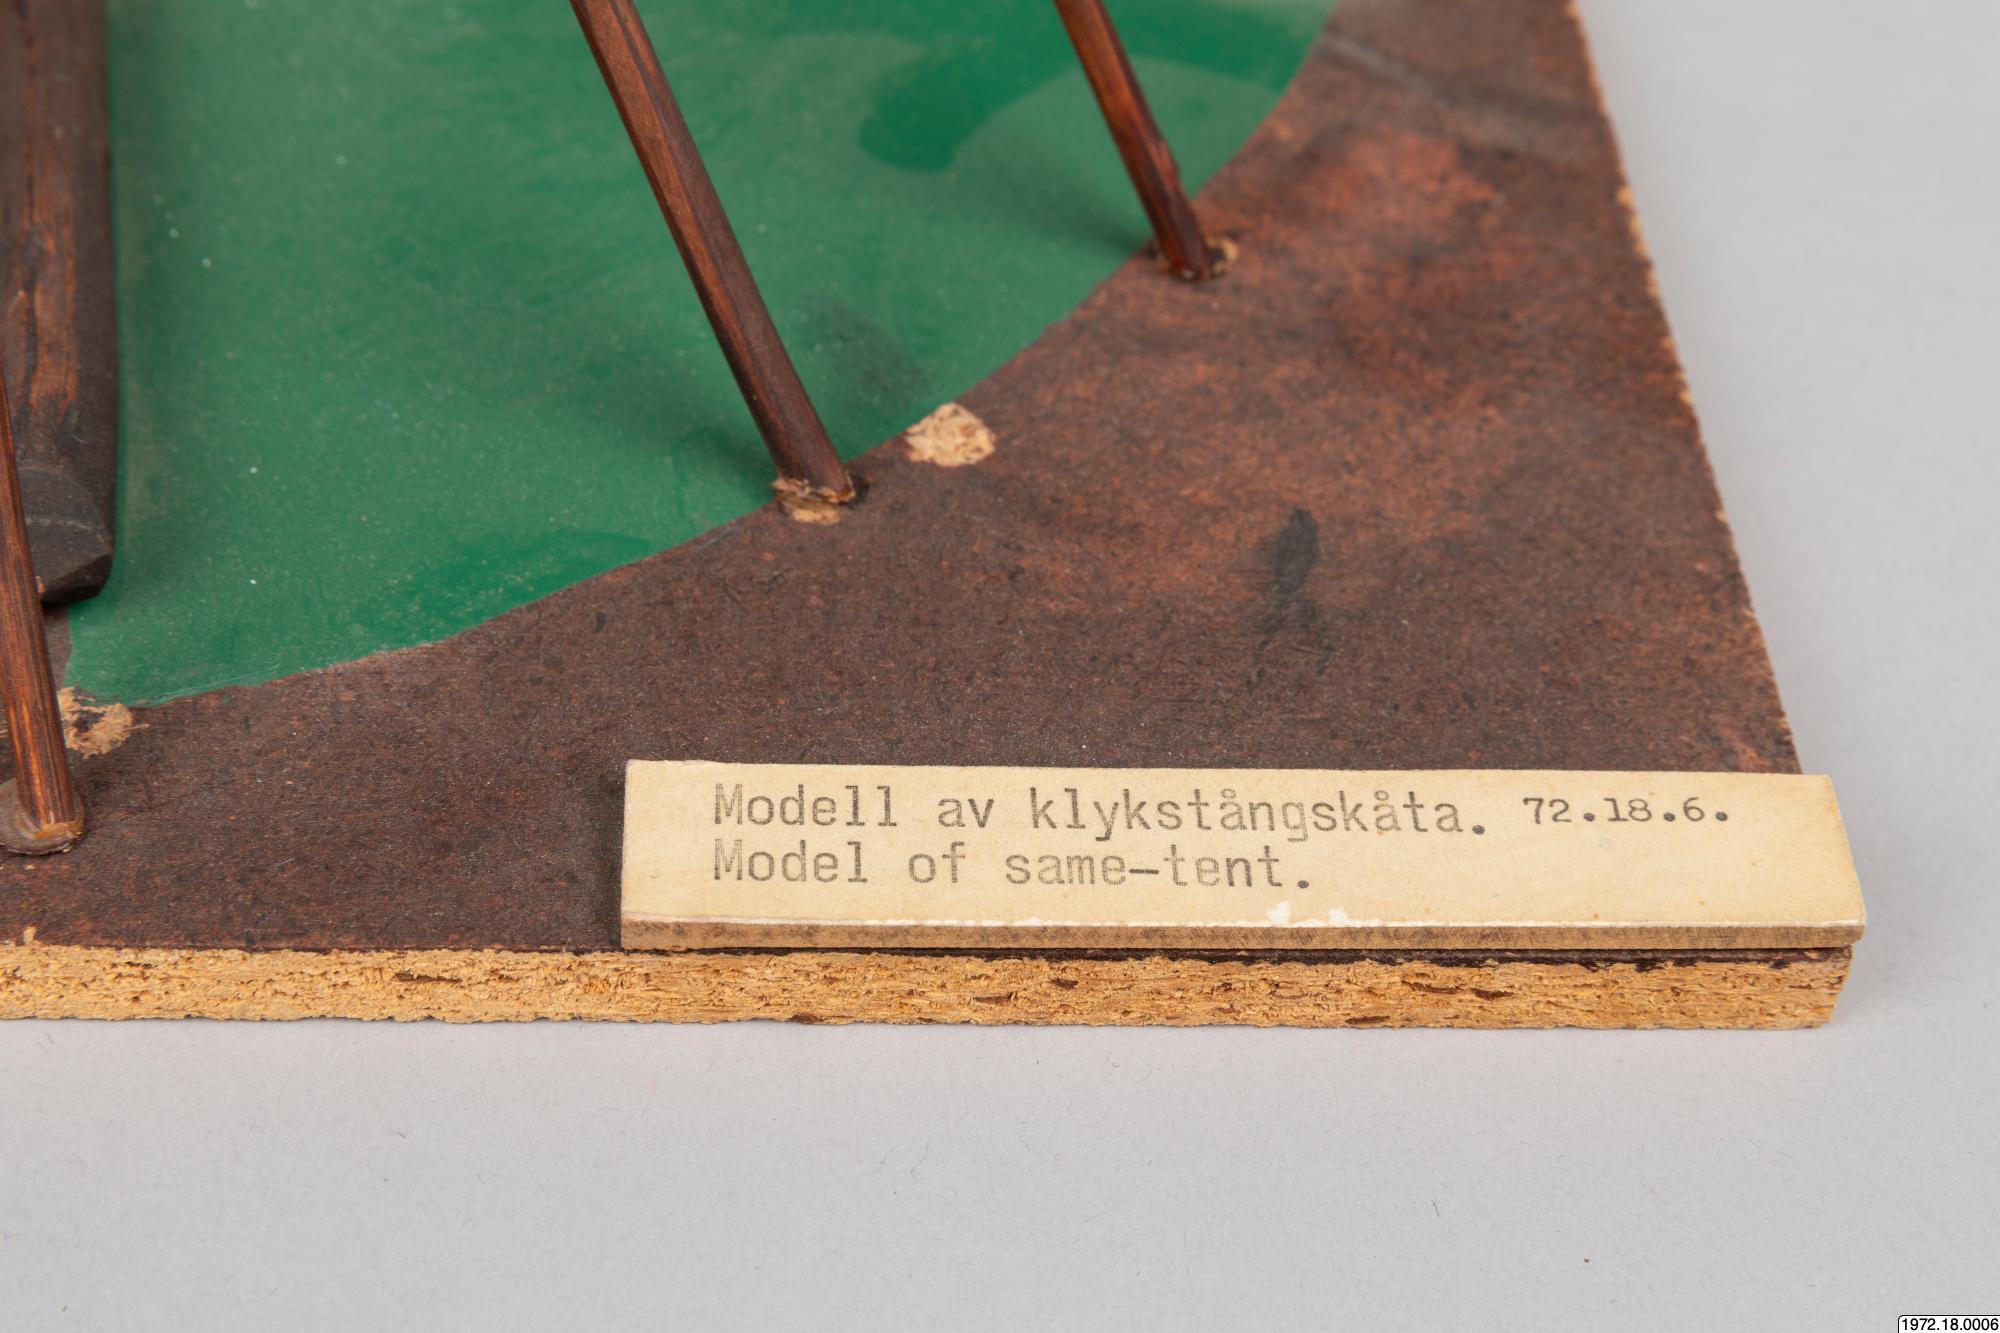 Modell av klykstångskåta. 72.18.6.
Model of same-tent.
1972.18.0006